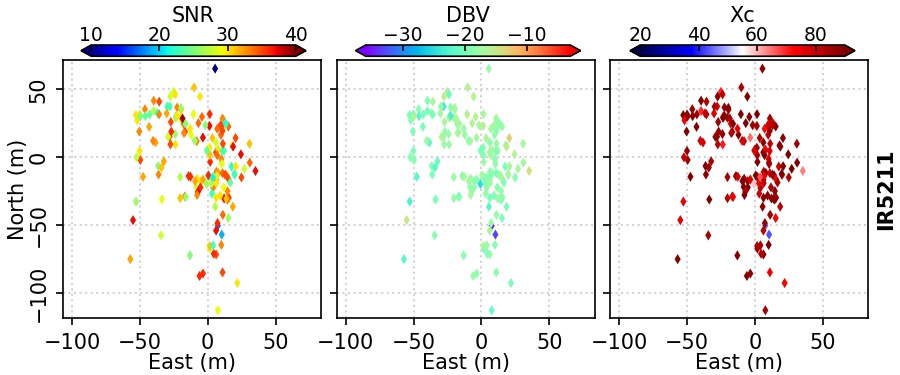 SNR DBV Xc
10 20 30 40 −30 −20 −10 20 40 60 80
50
0
−50
−100
North (m)
−100 −50 0 50 −100 −50 0 50 −100 −50 0 50
East (m) East (m) East (m)
IR5211